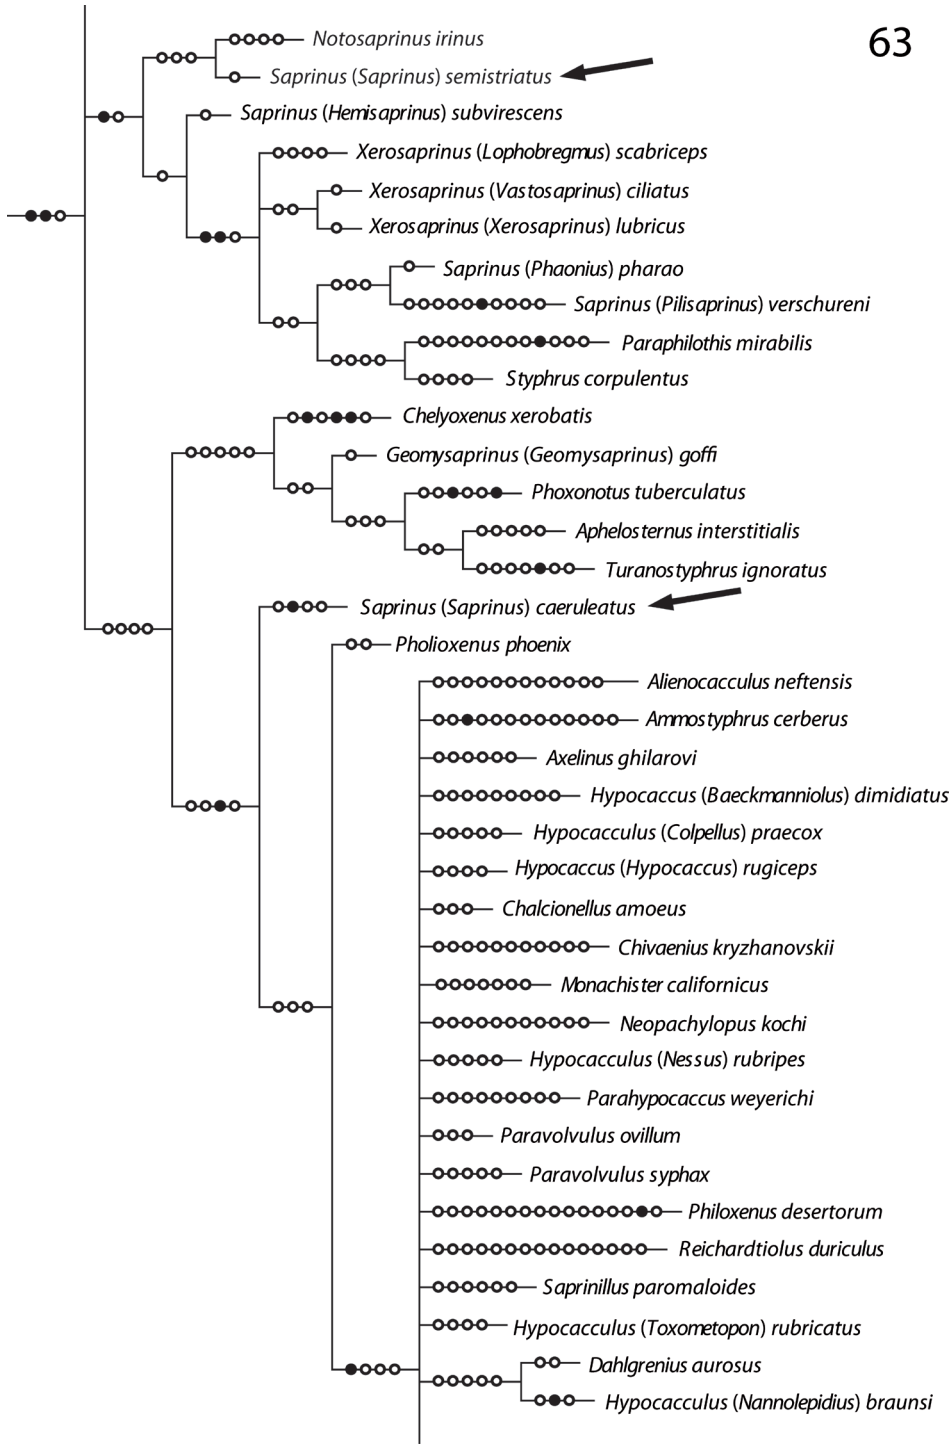 63
Notosaprinus irinus
Saprinus (Saprinus) semistriatus
Saprinus (Hemisaprinus) subvirescens
Xerosaprinus (Lophobregmus) scabriceps
Xerosaprinus (Vastosaprinus) ciliatus
Xerosaprinus (Xerosaprinus) lubricus
Saprinus (Phaonius) pharao
Saprinus (Pilisaprinus) verschureni
Paraphilothis mirabilis
Styphrus corpulentus
Chelyoxenus xerobatis
Geomysaprinus (Geomysaprinus) goffi
Phoxonotus tuberculatus
Aphelosternus interstitialis
Turanostyphrus ignoratus
Saprinus (Saprinus) caeruleatus
Pholioxenus phoenix
Alienocacculus neftensis
Ammostyphrus cerberus
Axelinus ghilarovi
Hypocaccus (Baeckmanniolus) dimidiatus
Hypocacculus (Colpellus) praecox
Hypocaccus (Hypocaccus) rugiceps
Chalcionellus amoeus
Chivaenius kryzhanovskii
Monachister californicus
Neopachylopus kochi
Hypocacculus (Nessus) rubripes
Parahypocaccus weyerichi
Paravolvulus ovillum
Paravolvulus syphax
Philoxenus desertorum
Reichardtiolus duriculus
Saprinillus paromaloides
Hypocacculus (Toxometopon) rubricatus
Dahlgrenius aurosus
Hypocacculus (Nannolepidius) braunsi